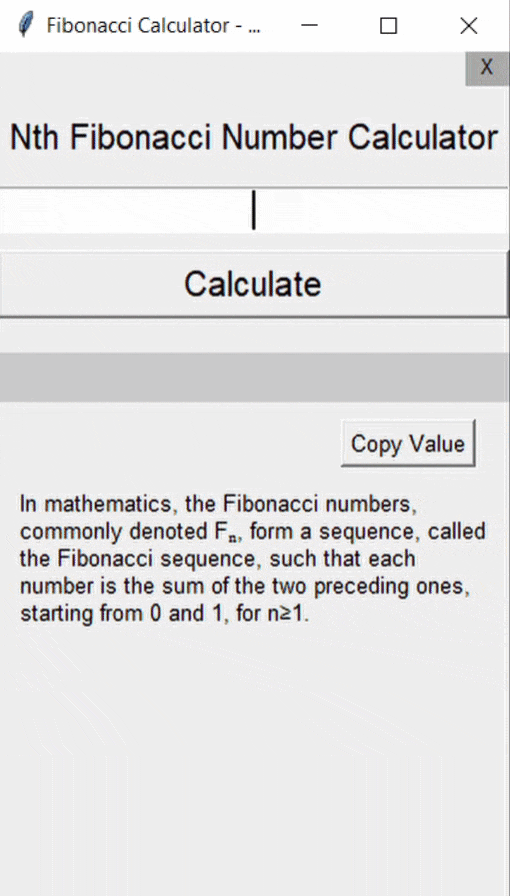 Fibonacci Calculator - ...
X
Nth Fibonacci Number Calculator
Calculate
Copy Value
In mathematics, the Fibonacci numbers,
commonly denoted Fₙ, form a sequence, called
the Fibonacci sequence, such that each
number is the sum of the two preceding ones,
starting from 0 and 1, for n≥1.